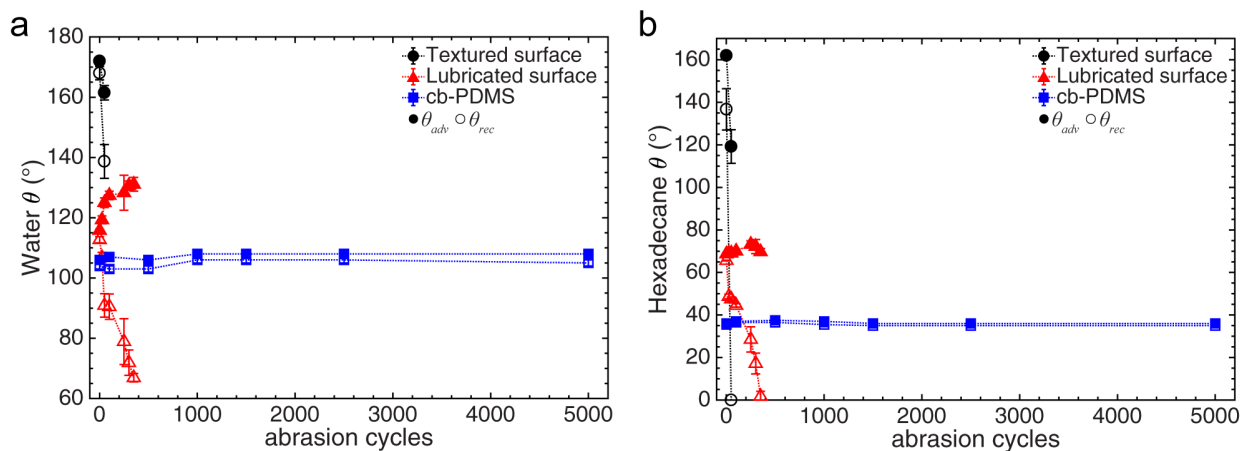 a
180
160
140
120
100
80
60
Water θ (°)
Textured surface
Lubricated surface
cb-PDMS
θadv θrec
0 1000 2000 3000 4000 5000
abrasion cycles
b
160
140
120
100
80
60
40
20
0
Hexadecane θ (°)
Textured surface
Lubricated surface
cb-PDMS
θadv θrec
0 1000 2000 3000 4000 5000
abrasion cycles